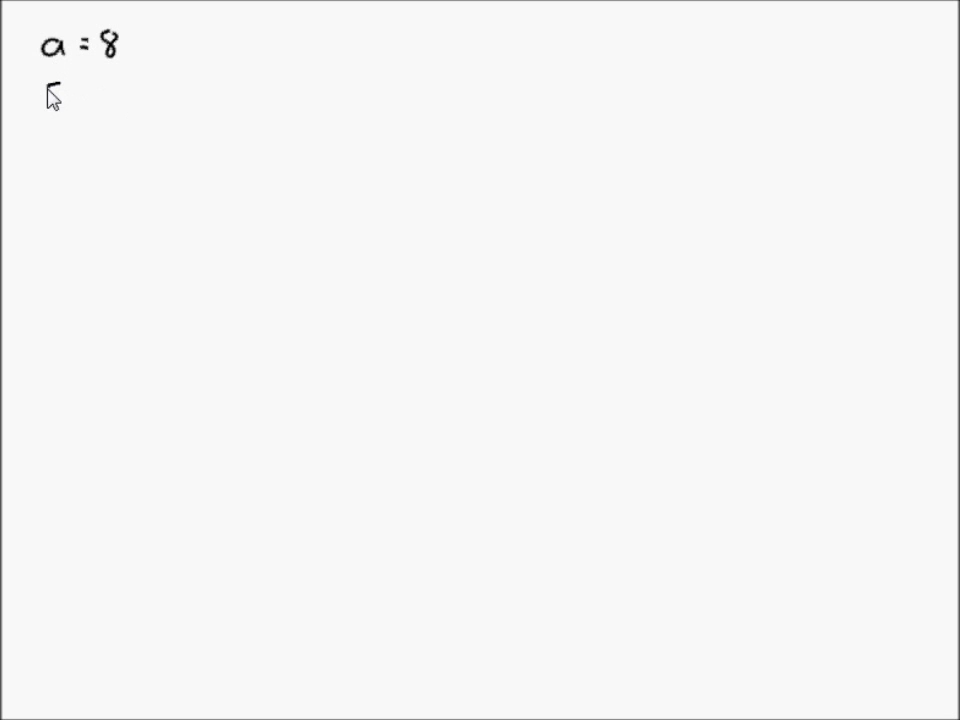 a = 8